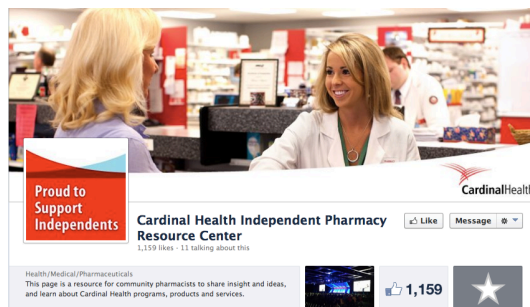 CardinalHealth
Proud to
Support
Independents
Cardinal Health Independent Pharmacy
Resource Center
1,159 likes · 11 talking about this
Like
Message
Health/Medical/Pharmaceuticals
This page is a resource for community pharmacists to share insight and ideas,
and learn about Cardinal Health programs, products and services.
1,159